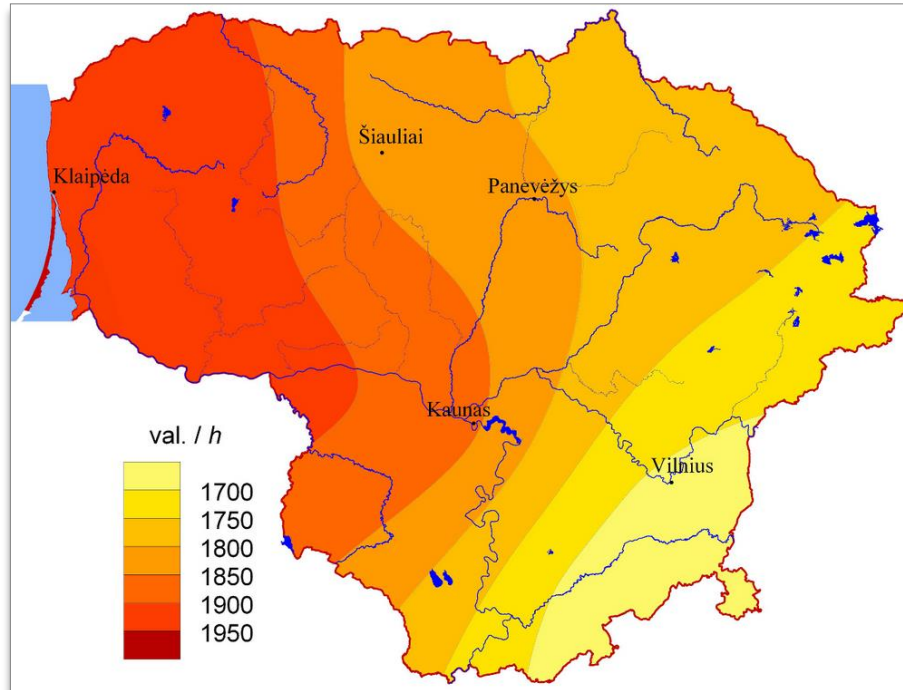 Šiauliai
Klaipėda
Panevėžys
Kaunas
Vilnius
val. / h
1700
1750
1800
1850
1900
1950